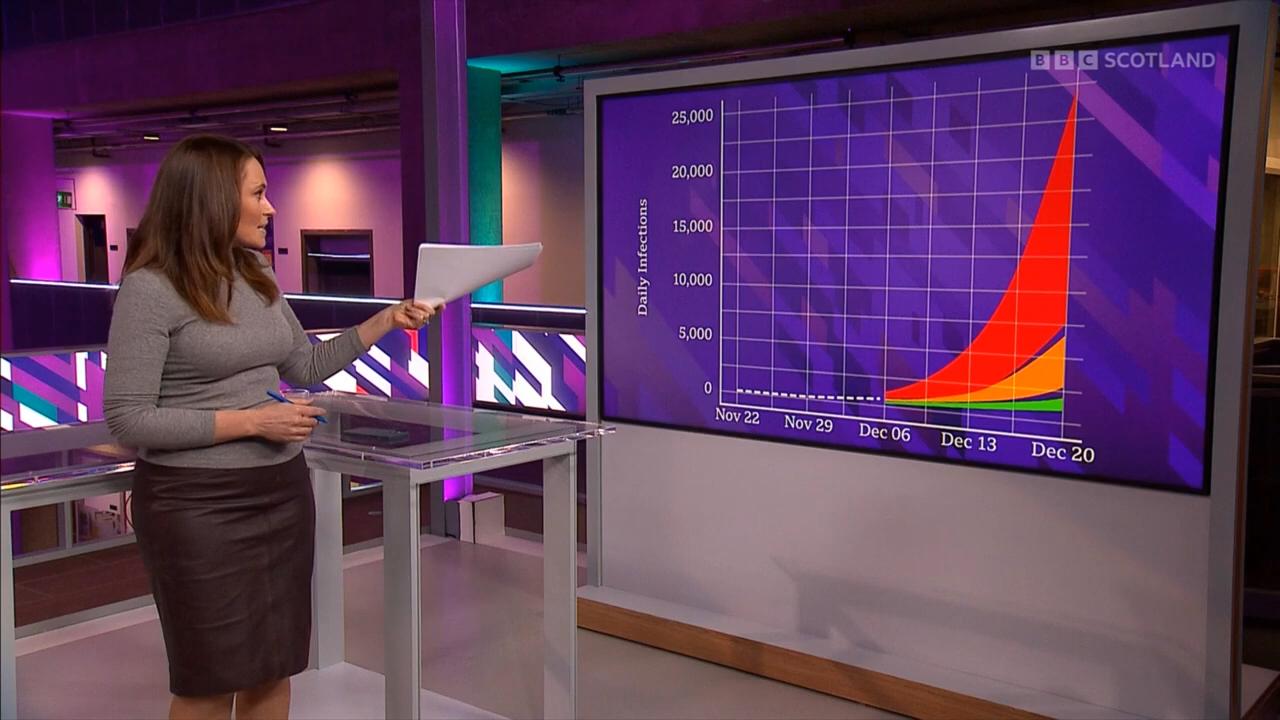 BBC SCOTLAND
Daily Infections
25,000
20,000
15,000
10,000
5,000
0
Nov 22
Nov 29
Dec 06
Dec 13
Dec 20